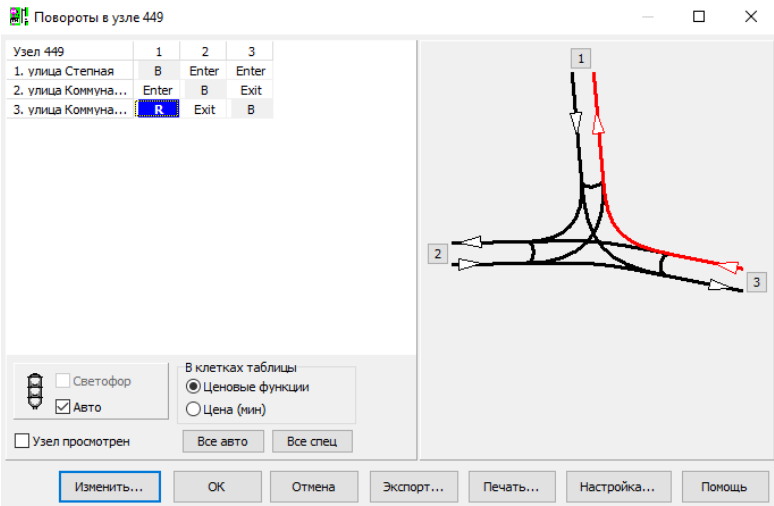 Повороты в узле 449
Узел 449 1 2 3
1. улица Степная B Enter Enter
2. улица Коммуна... Enter B Exit
3. улица Коммуна... R Exit B
1
2
3
Светофор
Авто
В клетках таблицы
Ценовые функции
Цена (мин)
Узел просмотрен
Все авто
Все спец
Изменить...
OK
Отмена
Экспорт...
Печать...
Настройка...
Помощь